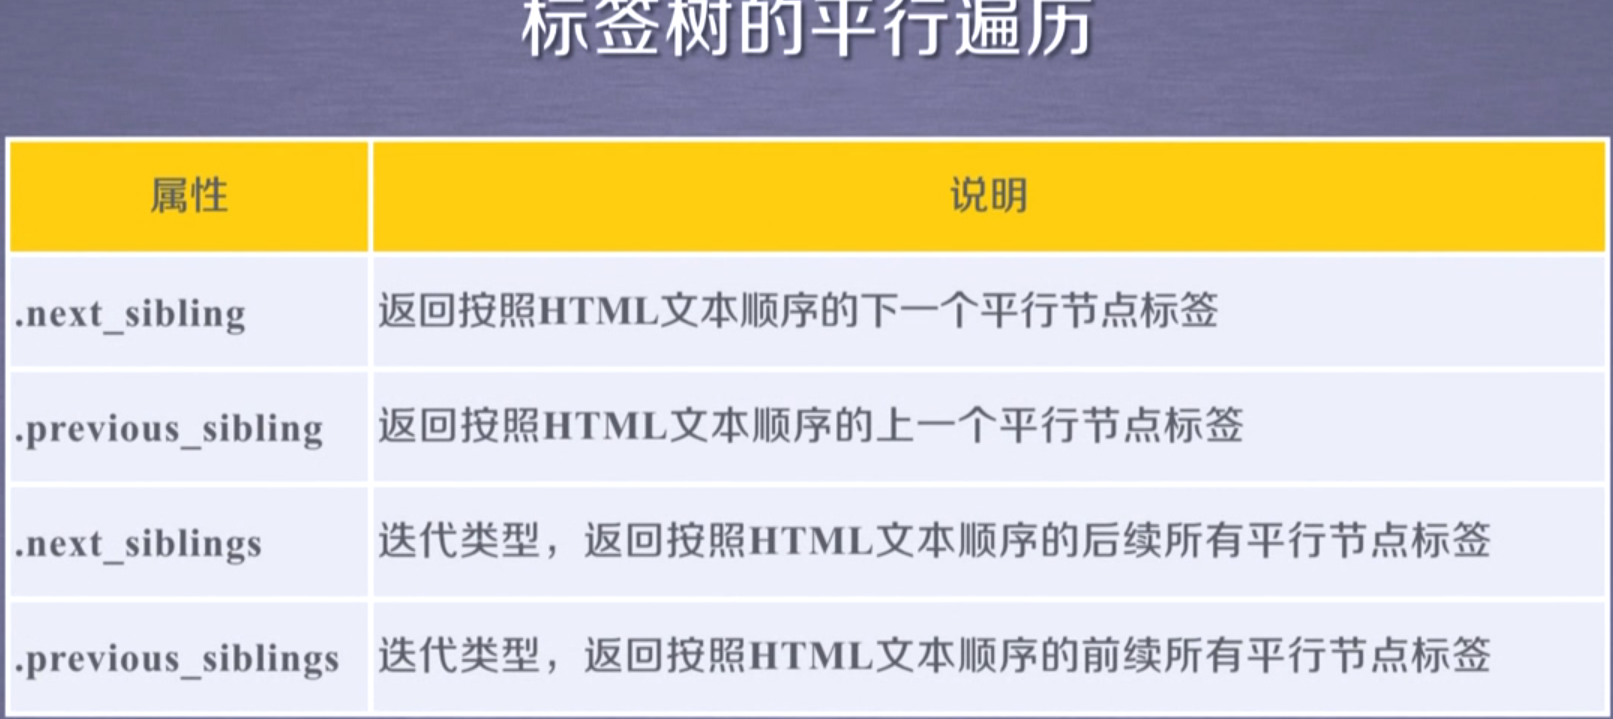 标签树的平行遍历
属性 说明
.next_sibling 返回按照HTML文本顺序的下一个平行节点标签
.previous_sibling 返回按照HTML文本顺序的上一个平行节点标签
.next_siblings 迭代类型，返回按照HTML文本顺序的后续所有平行节点标签
.previous_siblings 迭代类型，返回按照HTML文本顺序的前续所有平行节点标签